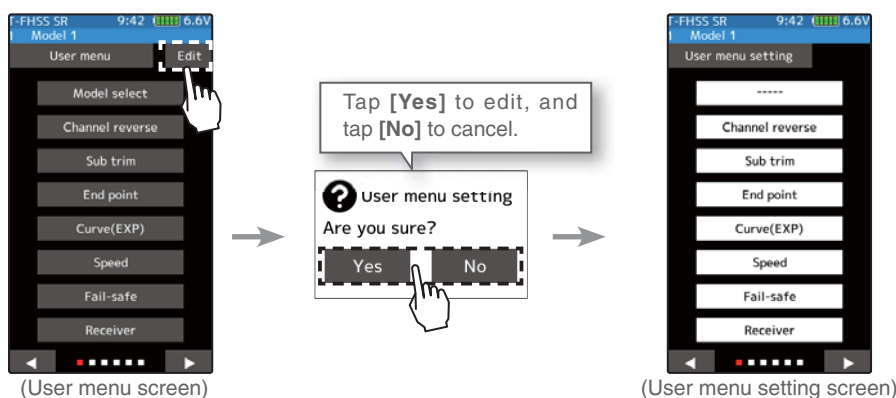 T-FHSS SR 9:42 6.6V
1 Model 1
User menu Edit
Model select
Channel reverse
Sub trim
End point
Curve(EXP)
Speed
Fail-safe
Receiver
(User menu screen)
Tap [Yes] to edit, and
tap [No] to cancel.
? User menu setting
Are you sure?
Yes No
T-FHSS SR 9:42 6.6V
1 Model 1
User menu setting
-----
Channel reverse
Sub trim
End point
Curve(EXP)
Speed
Fail-safe
Receiver
(User menu setting screen)